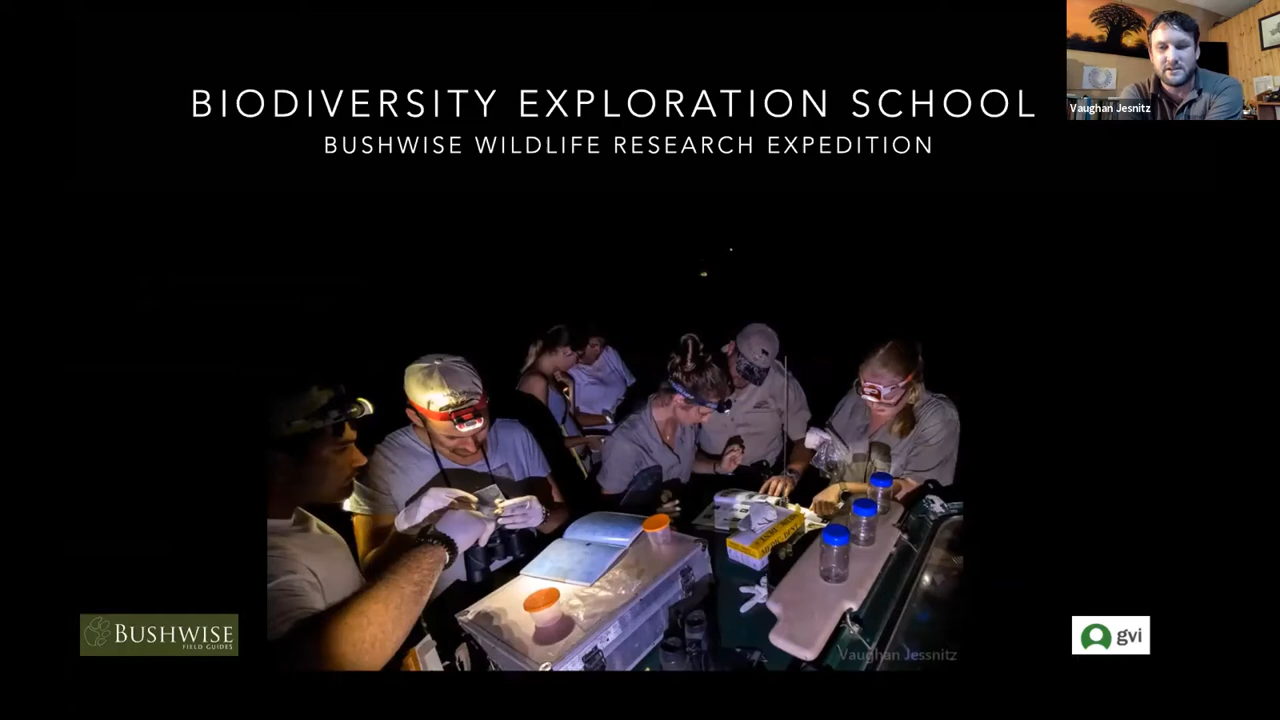 BIODIVERSITY EXPLORATION SCHOOL
BUSHWISE WILDLIFE RESEARCH EXPEDITION
Vaughan Jesnitz
BUSHWISE
FIELD GUIDES
gvi
Vaughan Jessnitz